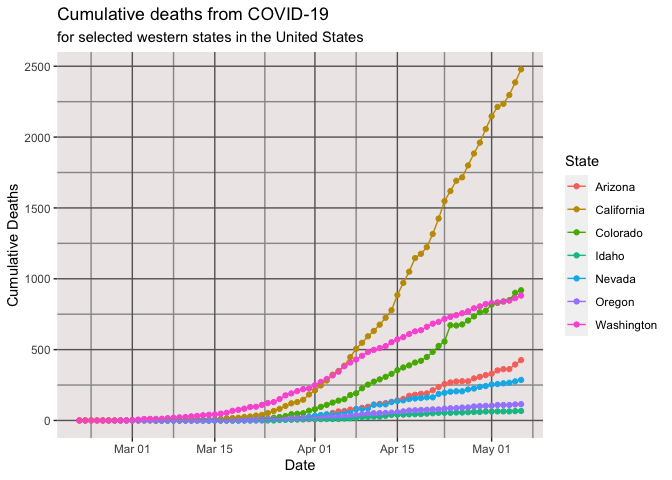 Cumulative deaths from COVID-19
for selected western states in the United States
Cumulative Deaths
2500
2000
1500
1000
500
0
Mar 01
Mar 15
Apr 01
Apr 15
May 01
Date
State
Arizona
California
Colorado
Idaho
Nevada
Oregon
Washington